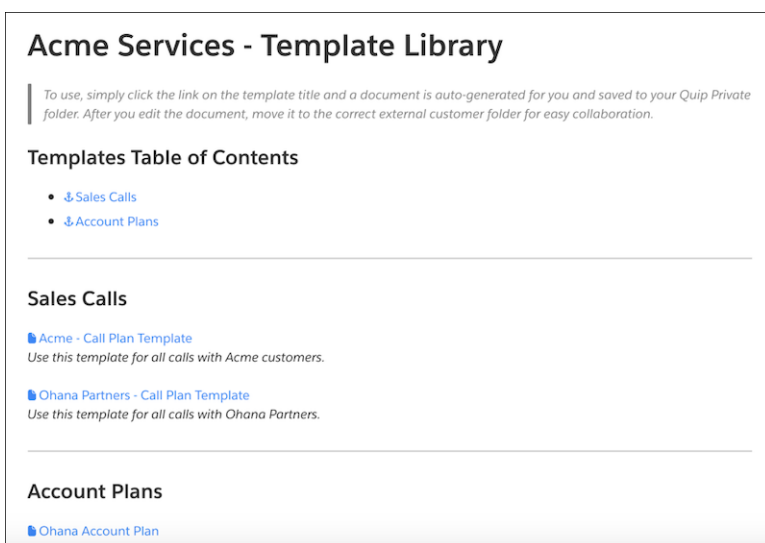 Acme Services - Template Library
To use, simply click the link on the template title and a document is auto-generated for you and saved to your Quip Private
folder. After you edit the document, move it to the correct external customer folder for easy collaboration.
Templates Table of Contents
Sales Calls
Account Plans
Sales Calls
Acme - Call Plan Template
Use this template for all calls with Acme customers.
Ohana Partners - Call Plan Template
Use this template for all calls with Ohana Partners.
Account Plans
Ohana Account Plan